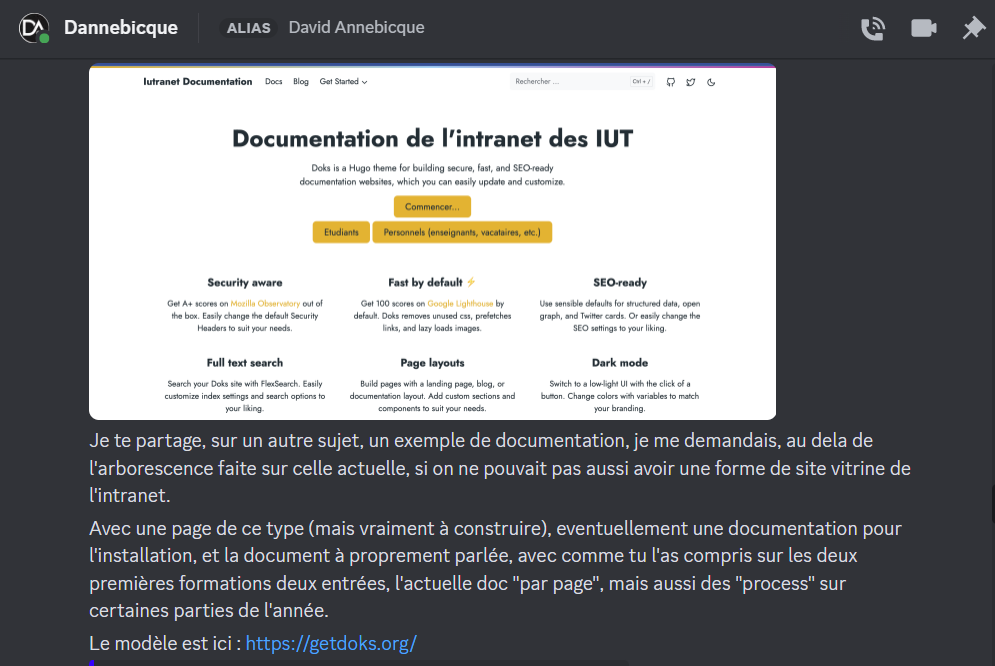 DA Dannebicque ALIAS David Annebicque
Iutranet Documentation Docs Blog Get Started Rechercher ... Ctrl + /
Documentation de l'intranet des IUT
Doks is a Hugo theme for building secure, fast, and SEO-ready
documentation websites, which you can easily update and customize.
Commencer...
Etudiants Personnels (enseignants, vacataires, etc.)
Security aware
Get A+ scores on Mozilla Observatory out of
the box. Easily change the default Security
Headers to suit your needs.
Fast by default ⚡
Get 100 scores on Google Lighthouse by
default. Doks removes unused css, prefetches
links, and lazy loads images.
SEO-ready
Use sensible defaults for structured data, open
graph, and Twitter cards. Or easily change the
SEO settings to your liking.
Full text search
Search your Doks site with FlexSearch. Easily
customize index settings and search options to
your liking.
Page layouts
Build pages with a landing page, blog, or
documentation layout. Add custom sections and
components to suit your needs.
Dark mode
Switch to a low-light UI with the click of a
button. Change colors with variables to match
your branding.
Je te partage, sur un autre sujet, un exemple de documentation, je me demandais, au dela de
l'arborescence faite sur celle actuelle, si on ne pouvait pas aussi avoir une forme de site vitrine de
l'intranet.
Avec une page de ce type (mais vraiment à construire), eventuellement une documentation pour
l'installation, et la document à proprement parlée, avec comme tu l'as compris sur les deux
premières formations deux entrées, l'actuelle doc "par page", mais aussi des "process" sur
certaines parties de l'année.
Le modèle est ici : https://getdoks.org/